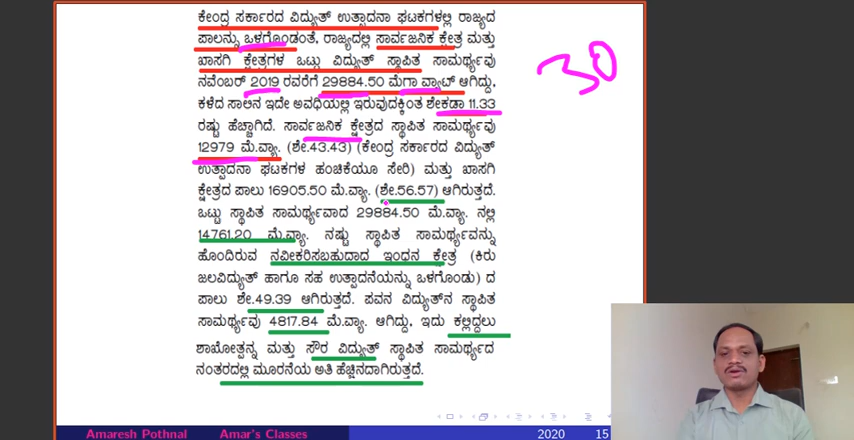 ಕೇಂದ್ರ ಸರ್ಕಾರದ ವಿದ್ಯುತ್ ಉತ್ಪಾದನಾ ಘಟಕಗಳಲ್ಲಿ ರಾಜ್ಯದ
ಪಾಲನ್ನು ಒಳಗೊಂಡಂತೆ, ರಾಜ್ಯದಲ್ಲಿ ಸಾರ್ವಜನಿಕ ಕ್ಷೇತ್ರ ಮತ್ತು
ಖಾಸಗಿ ಕ್ಷೇತ್ರಗಳ ಒಟ್ಟು ವಿದ್ಯುತ್ ಸ್ಥಾಪಿತ ಸಾಮರ್ಥ್ಯವು
ನವೆಂಬರ್ 2019 ರವರೆಗೆ 29884.50 ಮೆಗಾ ವ್ಯಾಟ್ ಆಗಿದ್ದು,
ಕಳೆದ ಸಾಲಿನ ಇದೇ ಅವಧಿಯಲ್ಲಿ ಇರುವುದಕ್ಕಿಂತ ಶೇಕಡಾ 11.33
ರಷ್ಟು ಹೆಚ್ಚಾಗಿದೆ. ಸಾರ್ವಜನಿಕ ಕ್ಷೇತ್ರದ ಸ್ಥಾಪಿತ ಸಾಮರ್ಥ್ಯವು
12979 ಮೆ.ವ್ಯಾ. (ಶೇ.43.43) (ಕೇಂದ್ರ ಸರ್ಕಾರದ ವಿದ್ಯುತ್
ಉತ್ಪಾದನಾ ಘಟಕಗಳ ಹಂಚಿಕೆಯೂ ಸೇರಿ) ಮತ್ತು ಖಾಸಗಿ
ಕ್ಷೇತ್ರದ ಪಾಲು 16905.50 ಮೆ.ವ್ಯಾ. (ಶೇ.56.57) ಆಗಿರುತ್ತದೆ.
ಒಟ್ಟು ಸ್ಥಾಪಿತ ಸಾಮರ್ಥ್ಯವಾದ 29884.50 ಮೆ.ವ್ಯಾ. ನಲ್ಲಿ
14761.20 ಮೆ.ವ್ಯಾ. ನಷ್ಟು ಸ್ಥಾಪಿತ ಸಾಮರ್ಥ್ಯವನ್ನು
ಹೊಂದಿರುವ ನವೀಕರಿಸಬಹುದಾದ ಇಂಧನ ಕ್ಷೇತ್ರ (ಕಿರು
ಜಲವಿದ್ಯುತ್ ಹಾಗೂ ಸಹ ಉತ್ಪಾದನೆಯನ್ನು ಒಳಗೊಂಡು) ದ
ಪಾಲು ಶೇ.49.39 ಆಗಿರುತ್ತದೆ. ಪವನ ವಿದ್ಯುತ್‌ನ ಸ್ಥಾಪಿತ
ಸಾಮರ್ಥ್ಯವು 4817.84 ಮೆ.ವ್ಯಾ. ಆಗಿದ್ದು, ಇದು ಕಲ್ಲಿದ್ದಲು
ಶಾಖೋತ್ಪನ್ನ ಮತ್ತು ಸೌರ ವಿದ್ಯುತ್ ಸ್ಥಾಪಿತ ಸಾಮರ್ಥ್ಯದ
ನಂತರದಲ್ಲಿ ಮೂರನೆಯ ಅತಿ ಹೆಚ್ಚಿನದಾಗಿರುತ್ತದೆ.
30
Amaresh Pothnal Amar's Classes 2020 15